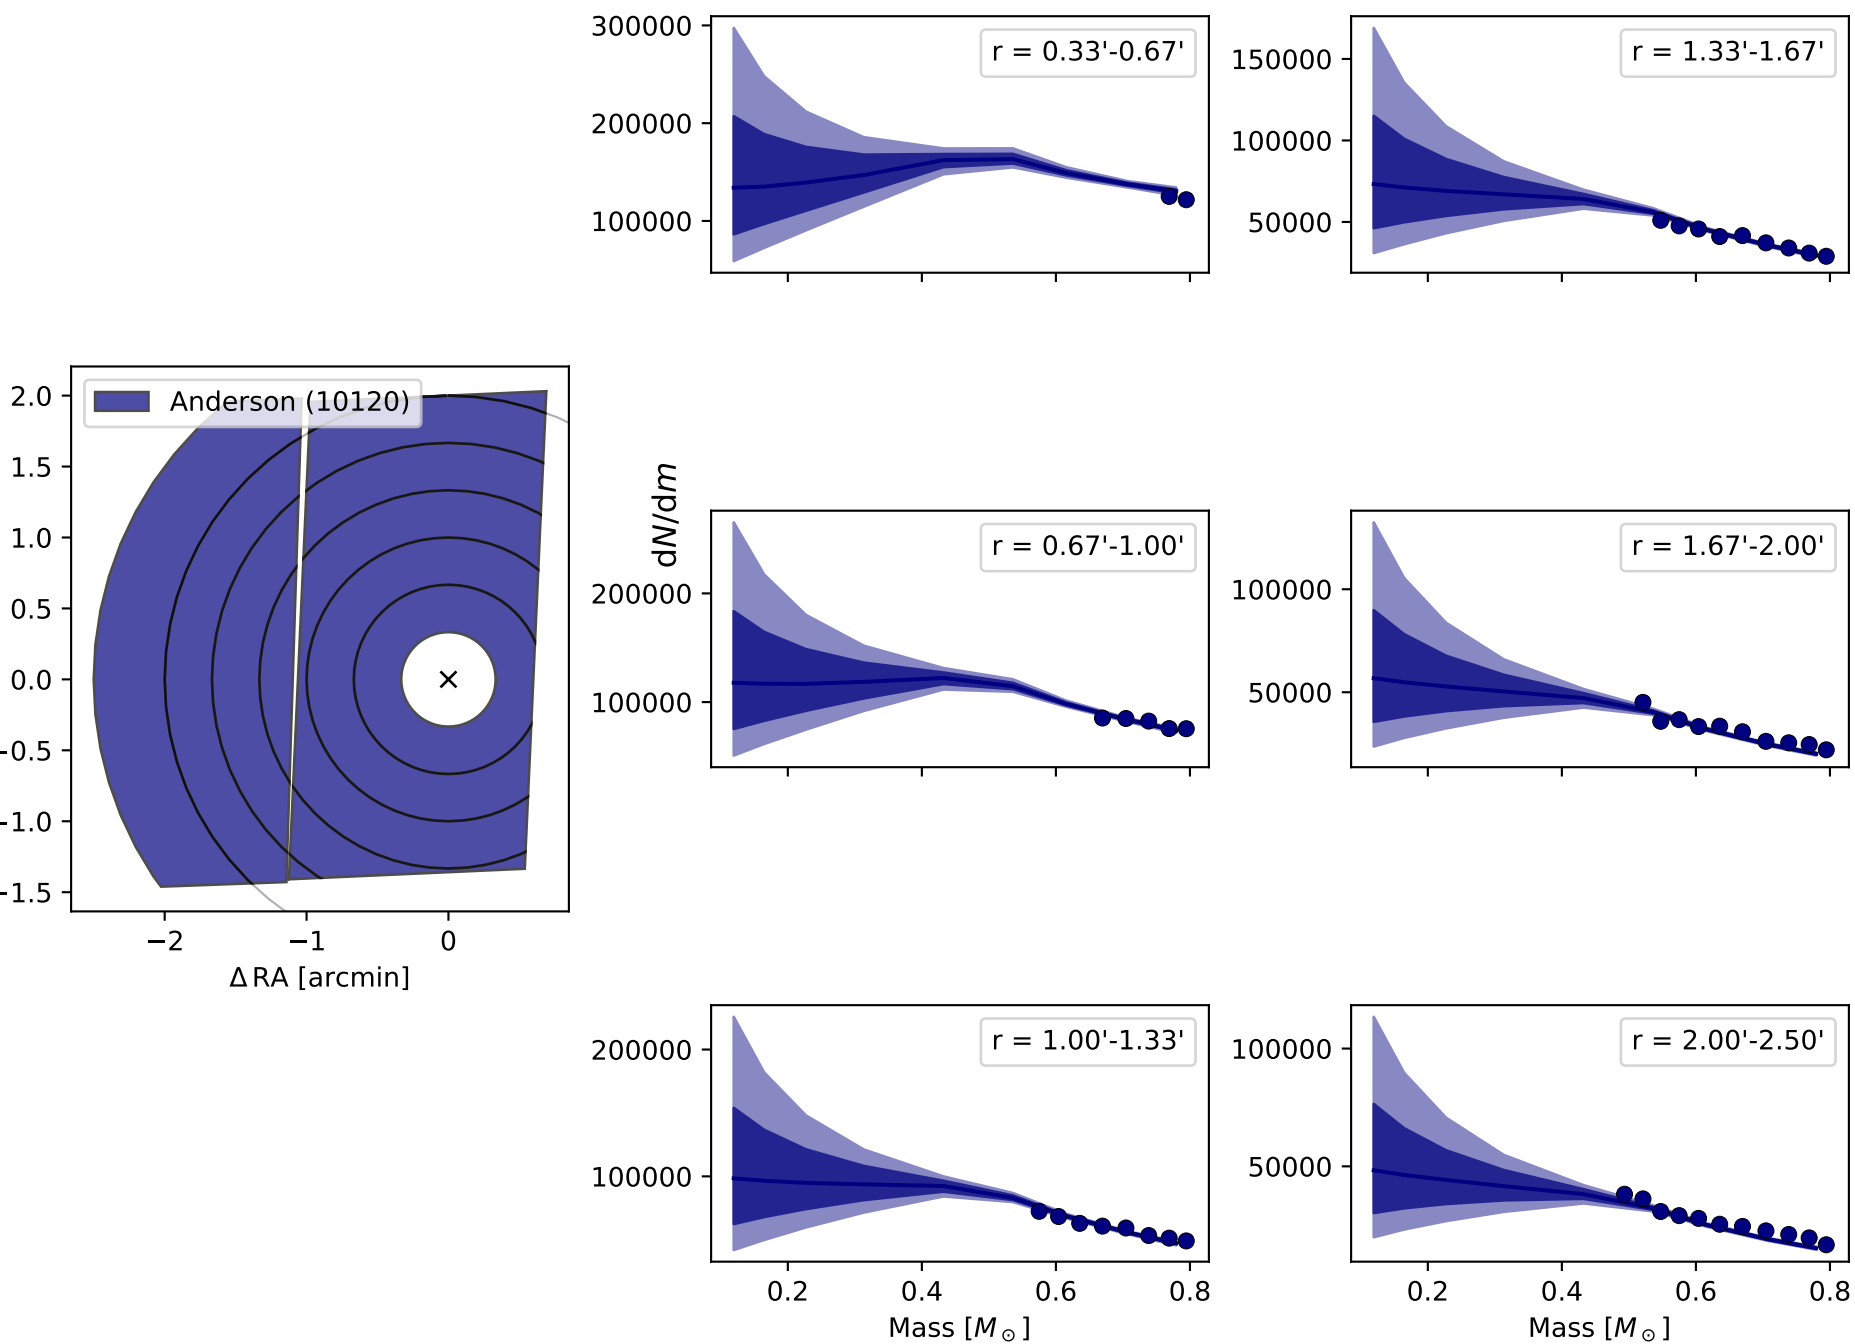 Anderson (10120)
2.0
1.5
1.0
0.5
0.0
−0.5
−1.0
−1.5
−2 −1 0
Δ RA [arcmin]
dN/dm
r = 0.33'-0.67'
300000
200000
100000
r = 1.33'-1.67'
150000
100000
50000
r = 0.67'-1.00'
200000
100000
r = 1.67'-2.00'
100000
50000
r = 1.00'-1.33'
200000
100000
0.2 0.4 0.6 0.8
Mass [M⊙]
r = 2.00'-2.50'
100000
50000
0.2 0.4 0.6 0.8
Mass [M⊙]